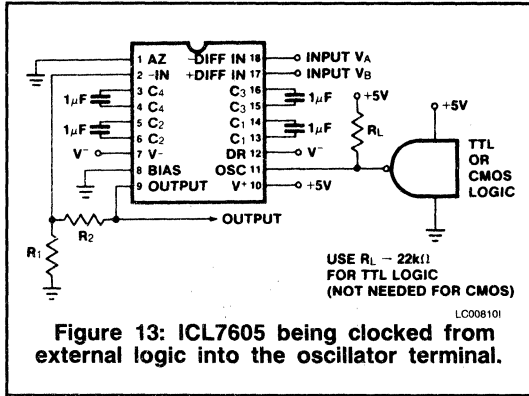 1 AZ
2 -IN
3 C4
4 C4
5 C2
6 C2
7 V-
8 BIAS
9 OUTPUT
-DIFF IN 18
+DIFF IN 17
C3 16
C3 15
C1 14
C1 13
DR 12
OSC 11
V+ 10
INPUT VA
INPUT VB
1µF
1µF
1µF
1µF
V-
V-
+5V
+5V
+5V
RL
TTL
OR
CMOS
LOGIC
OUTPUT
R2
R1
USE RL - 22kΩ
FOR TTL LOGIC
(NOT NEEDED FOR CMOS)
LC00810I
Figure 13: ICL7605 being clocked from
external logic into the oscillator terminal.